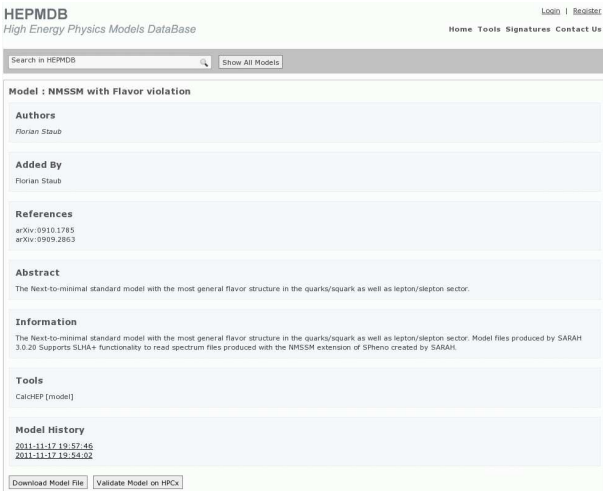 HEPMDB
Login | Register
High Energy Physics Models DataBase
Home Tools Signatures Contact Us
Search in HEPMDB
Show All Models
Model : NMSSM with Flavor violation
Authors
Florian Staub
Added By
Florian Staub
References
arXiv:0910.1785
arXiv:0909.2863
Abstract
The Next-to-minimal standard model with the most general flavor structure in the quarks/squark as well as lepton/slepton sector.
Information
The Next-to-minimal standard model with the most general flavor structure in the quarks/squark as well as lepton/slepton sector. Model files produced by SARAH
3.0.20 Supports SLHA+ functionality to read spectrum files produced with the NMSSM extension of SPheno created by SARAH.
Tools
CalcHEP [model]
Model History
2011-11-17 19:57:46
2011-11-17 19:54:02
Download Model File
Validate Model on HPCx